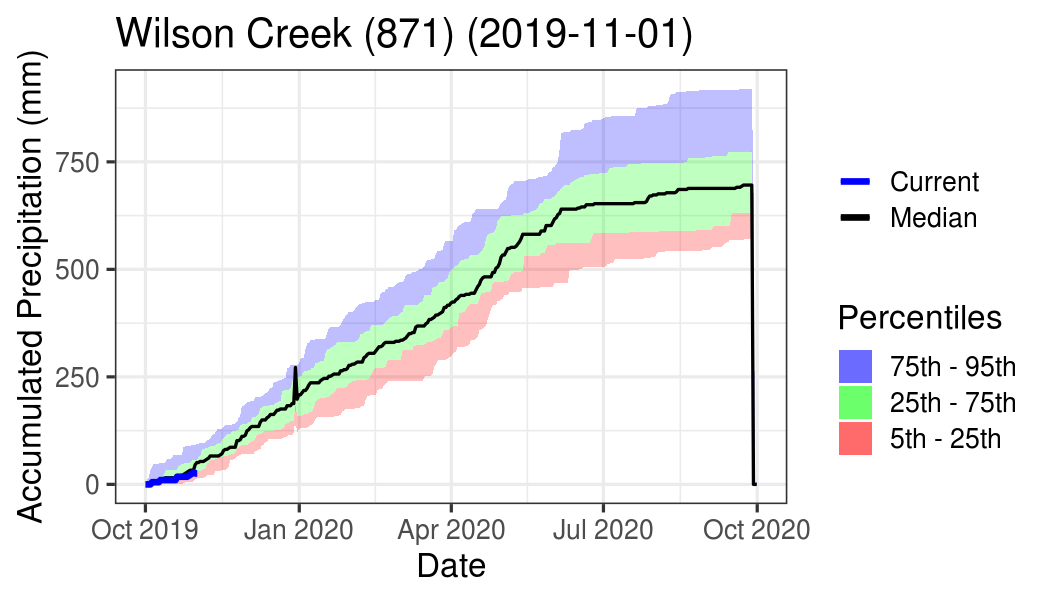 Wilson Creek (871) (2019-11-01)
Accumulated Precipitation (mm)
750
500
250
0
Oct 2019
Jan 2020
Apr 2020
Jul 2020
Oct 2020
Date
Current
Median
Percentiles
75th - 95th
25th - 75th
5th - 25th